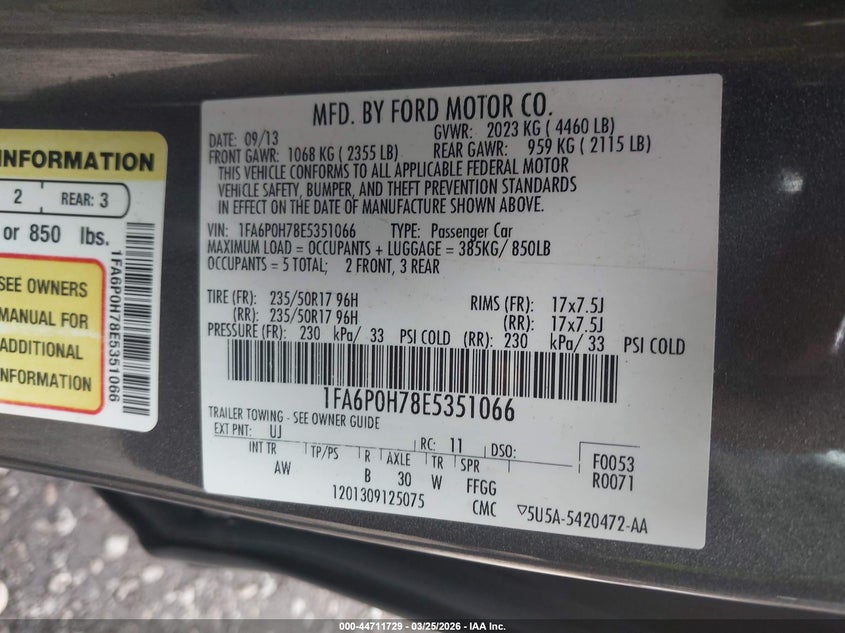 INFORMATION
2 REAR: 3
or 850 lbs.
SEE OWNERS
MANUAL FOR
ADDITIONAL
INFORMATION
1FA6P0H78E5351066
MFD. BY FORD MOTOR CO.
DATE: 09/13 GVWR: 2023 KG ( 4460 LB)
FRONT GAWR: 1068 KG ( 2355 LB) REAR GAWR: 959 KG ( 2115 LB)
THIS VEHICLE CONFORMS TO ALL APPLICABLE FEDERAL MOTOR
VEHICLE SAFETY, BUMPER, AND THEFT PREVENTION STANDARDS
IN EFFECT ON THE DATE OF MANUFACTURE SHOWN ABOVE.
VIN: 1FA6P0H78E5351066 TYPE: Passenger Car
MAXIMUM LOAD = OCCUPANTS + LUGGAGE = 385KG/ 850LB
OCCUPANTS = 5 TOTAL; 2 FRONT, 3 REAR
TIRE (FR): 235/50R17 96H RIMS (FR): 17x7.5J
(RR): 235/50R17 96H (RR): 17x7.5J
PRESSURE (FR): 230 kPa/ 33 PSI COLD (RR): 230 kPa/ 33 PSI COLD
1FA6P0H78E5351066
TRAILER TOWING - SEE OWNER GUIDE
EXT PNT: UJ RC: 11 DSO: F0053
INT TR TP/PS R AXLE TR SPR R0071
AW B 30 W FFGG
1201309125075 CMC ▽5U5A-5420472-AA
000-44711729 - 03/25/2026 - IAA Inc.